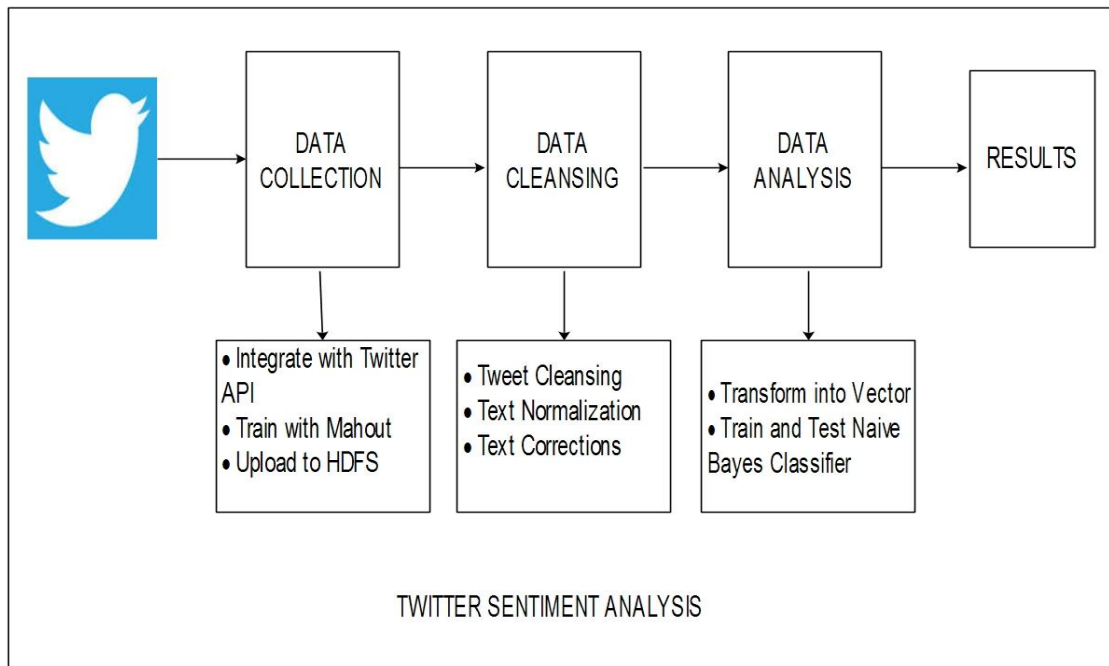 DATA
COLLECTION
DATA
CLEANSING
DATA
ANALYSIS
RESULTS
• Integrate with Twitter
API
• Train with Mahout
• Upload to HDFS
• Tweet Cleansing
• Text Normalization
• Text Corrections
• Transform into Vector
• Train and Test Naive
Bayes Classifier
TWITTER SENTIMENT ANALYSIS